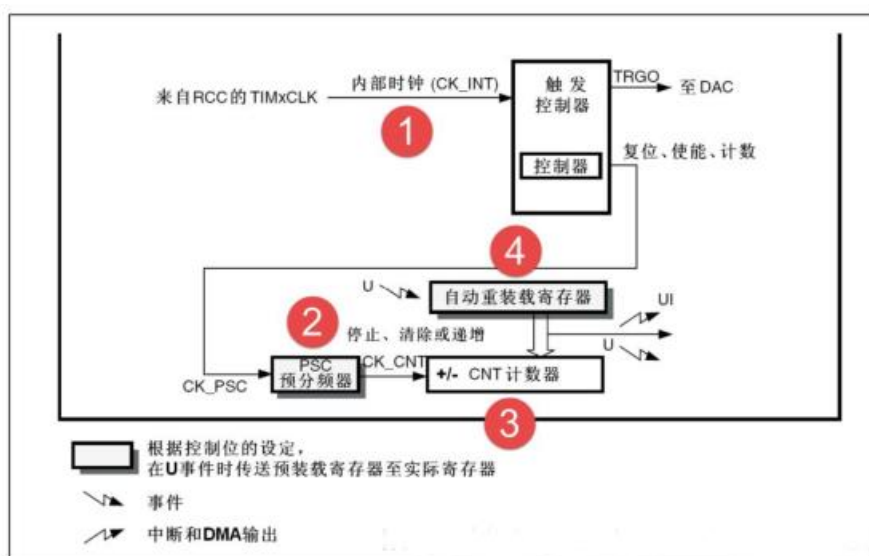 内部时钟 (CK_INT)
来自RCC的TIMxCLK
1
触发
控制器
TRGO
至DAC
控制器
复位、使能、计数
4
U
自动重装载寄存器
UI
2
停止、清除或递增
U
CK_PSC
PSC
预分频器
CK_CNT
+/- CNT 计数器
3
根据控制位的设定,
在U事件时传送预装载寄存器至实际寄存器
事件
中断和DMA输出